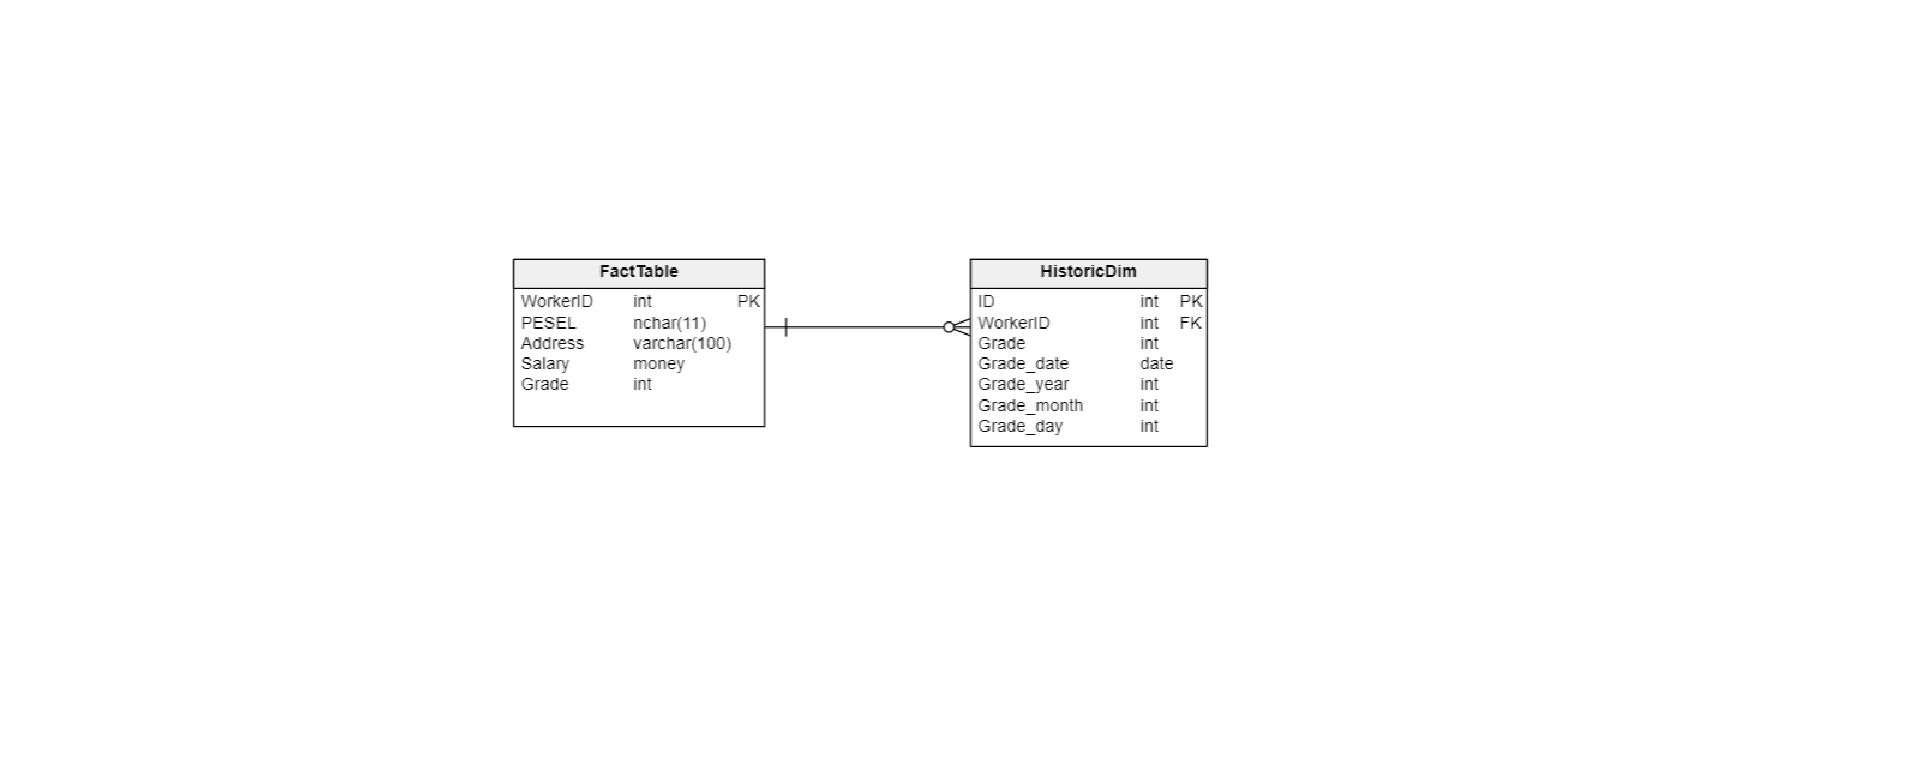 FactTable
WorkerID int PK
PESEL nchar(11)
Address varchar(100)
Salary money
Grade int
HistoricDim
ID int PK
WorkerID int FK
Grade int
Grade_date date
Grade_year int
Grade_month int
Grade_day int